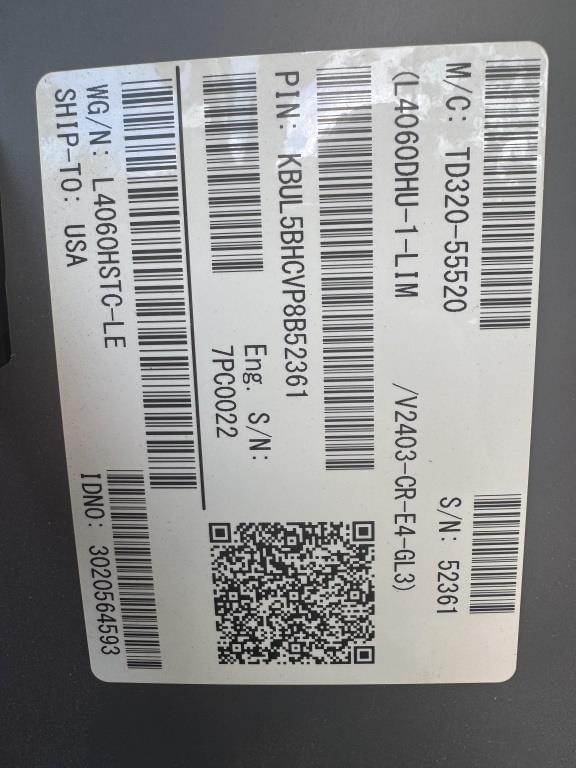 M/C: TD320-55520
S/N: 52361
(L4060DHU-1-LIM /V2403-CR-E4-GL3)
PIN: KBUL5BHCVP8B52361
Eng. S/N:
7PC0022
WG/N: L4060HSTC-LE
SHIP-TO: USA
IDNO: 3020564593